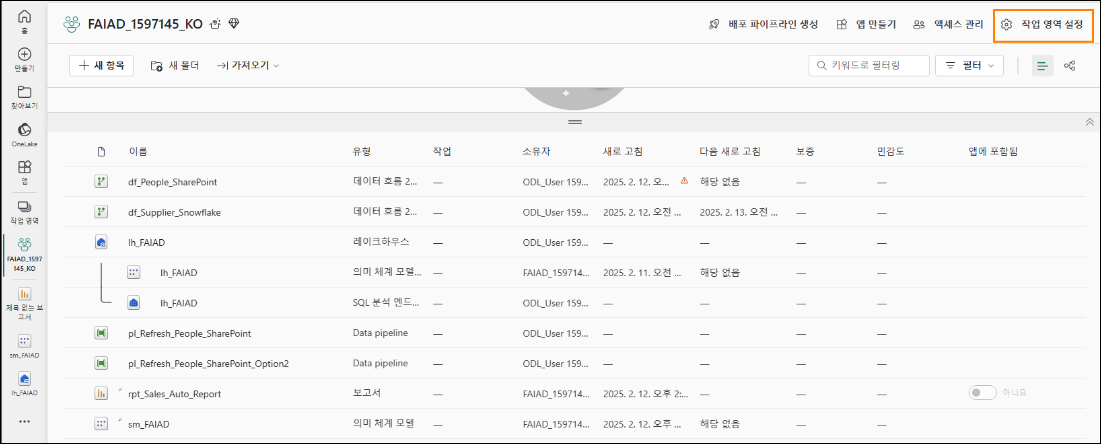 홈
만들기
찾아보기
OneLake
앱
작업 영역
FAIAD_1597
145_KO
제목 없는 보
고서
sm_FAIAD
lh_FAIAD
FAIAD_1597145_KO
배포 파이프라인 생성
앱 만들기
액세스 관리
작업 영역 설정
새 항목
새 폴더
가져오기
키워드로 필터링
필터
이름 유형 작업 소유자 새로 고침 다음 새로 고침 보증 민감도 앱에 포함됨
df_People_SharePoint 데이터 흐름 2... — ODL_User 159... 2025. 2. 12. 오... 해당 없음 — —
df_Supplier_Snowflake 데이터 흐름 2... — ODL_User 159... 2025. 2. 12. 오전 ... 2025. 2. 13. 오전 ... — —
lh_FAIAD 레이크하우스 — ODL_User 159... — — — —
lh_FAIAD 의미 체계 모델... — FAIAD_159714... 2025. 2. 11. 오전 ... 해당 없음 — —
lh_FAIAD SQL 분석 엔드... — ODL_User 159... — — — —
pl_Refresh_People_SharePoint Data pipeline — ODL_User 159... — — — —
pl_Refresh_People_SharePoint_Option2 Data pipeline — ODL_User 159... — — — —
rpt_Sales_Auto_Report 보고서 — FAIAD_159714... 2025. 2. 12. 오후 2:... — — — 아니요
sm_FAIAD 의미 체계 모델 — FAIAD_159714... 2025. 2. 12. 오후 ... 해당 없음 — —